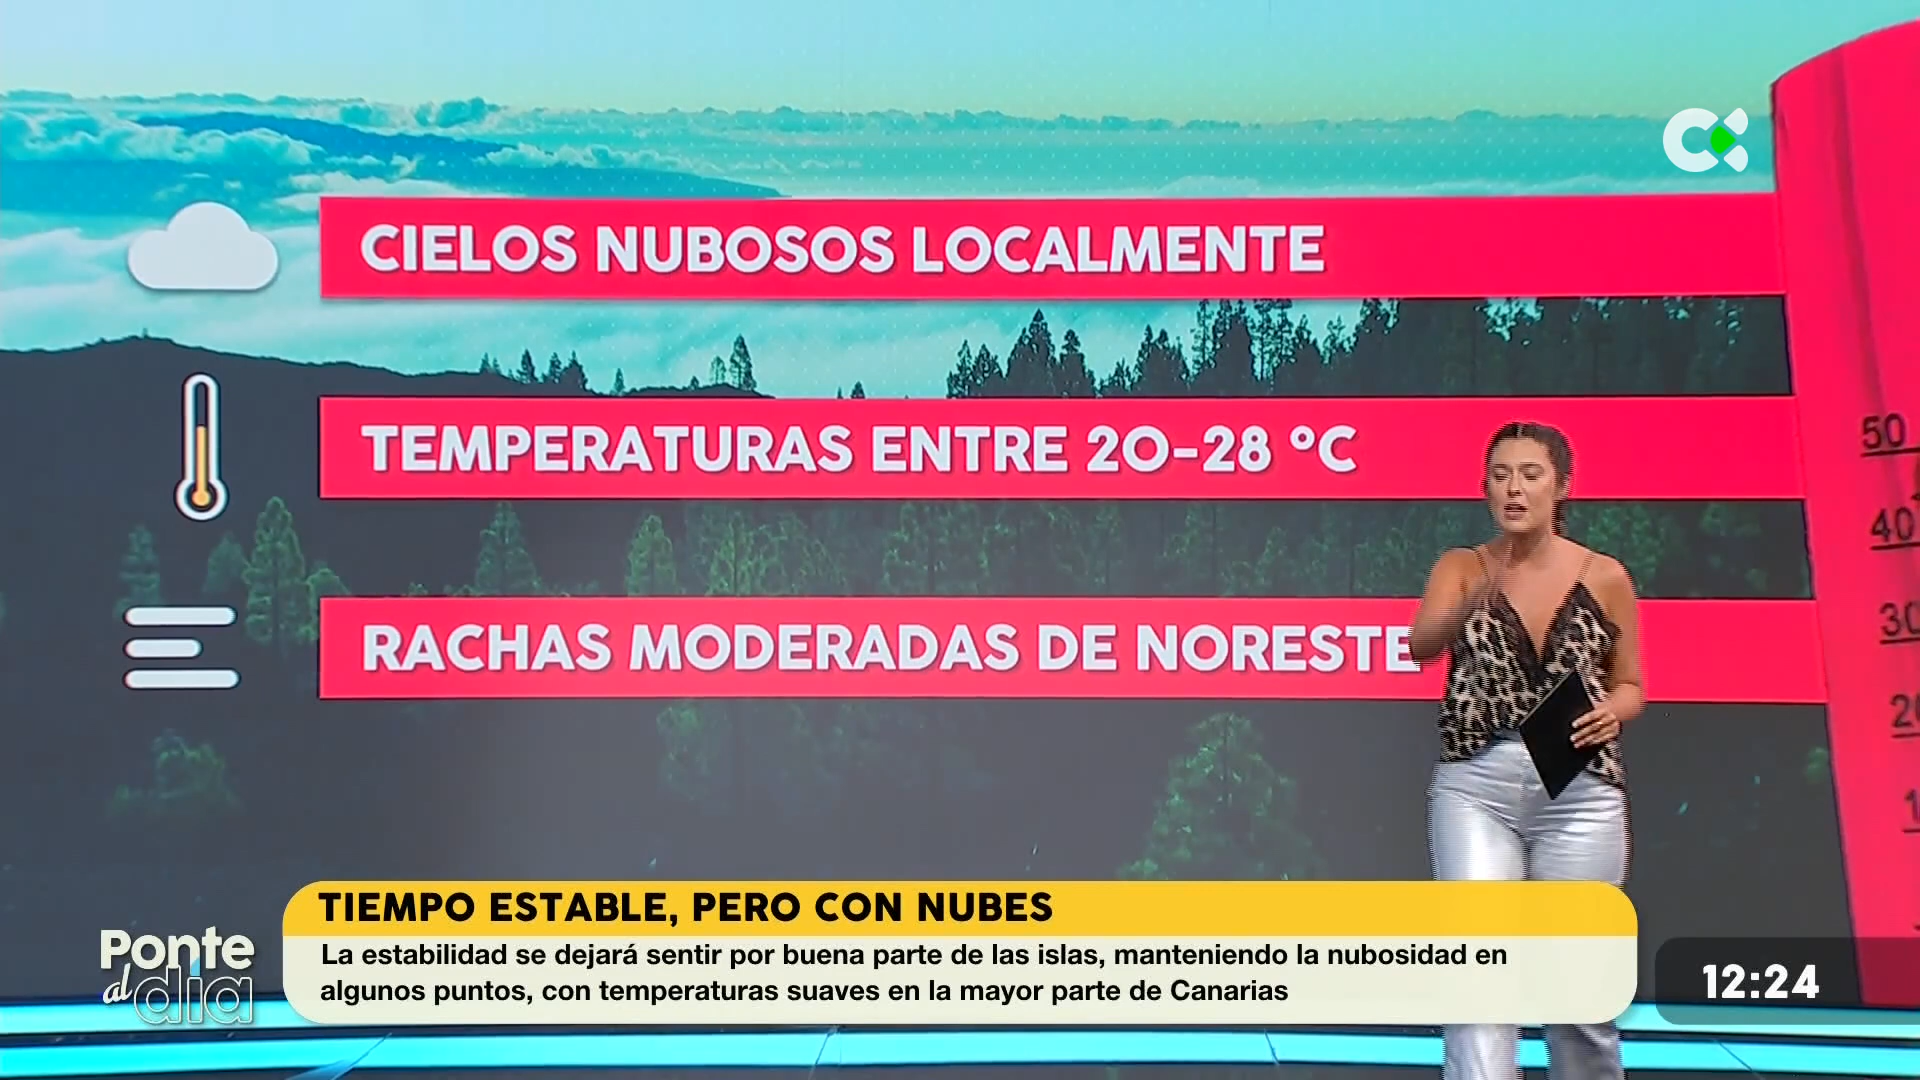 CIELOS NUBOSOS LOCALMENTE
TEMPERATURAS ENTRE 20-28 °C
RACHAS MODERADAS DE NORESTE
50
40
30
20
TIEMPO ESTABLE, PERO CON NUBES
La estabilidad se dejará sentir por buena parte de las islas, manteniendo la nubosidad en
algunos puntos, con temperaturas suaves en la mayor parte de Canarias
Ponte
al día
12:24